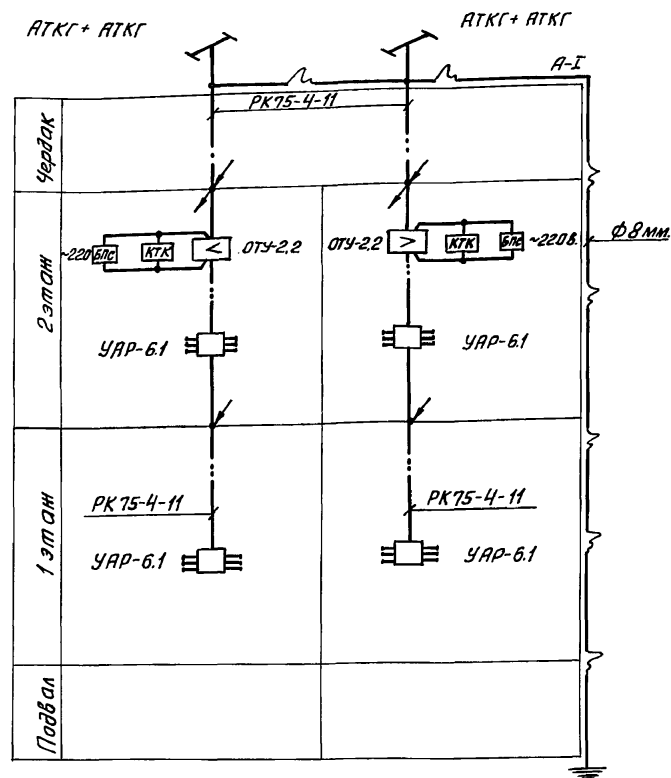 АТКГ + АТКГ
АТКГ + АТКГ
А-I
РК75-4-11
Чердак
~220 БПС КТК < ОТУ-2,2
ОТУ-2,2 > КТК БПС ~220в.
Ф8мм.
2 этаж
УАР-6.1
УАР-6.1
РК75-4-11
РК75-4-11
1 этаж
УАР-6.1
УАР-6.1
Подвал